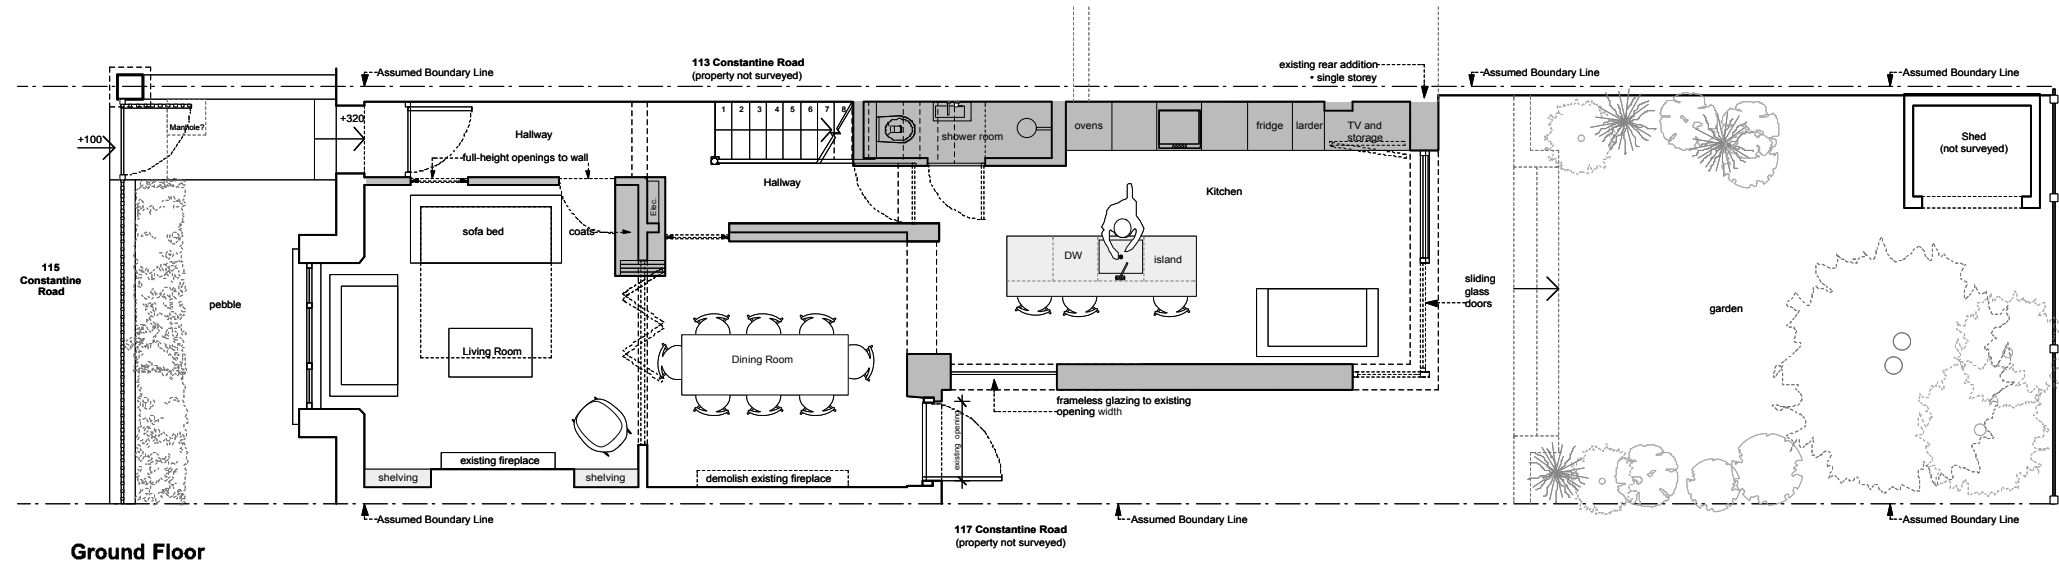 113 Constantine Road
(property not surveyed)
existing rear addition
• single storey
Assumed Boundary Line
Assumed Boundary Line
Assumed Boundary Line
+100
Manhole?
+320
Hallway
full-height openings to wall
1 2 3 4 5 6 7 8
shower room
ovens
fridge
larder
TV and
storage
Shed
(not surveyed)
Hallway
Kitchen
Elec.
sofa bed
coats
DW
island
115
Constantine
Road
pebble
sliding
glass
doors
garden
Living Room
Dining Room
frameless glazing to existing
opening width
existing opening
existing fireplace
shelving
shelving
demolish existing fireplace
Assumed Boundary Line
117 Constantine Road
(property not surveyed)
Assumed Boundary Line
Assumed Boundary Line
Ground Floor